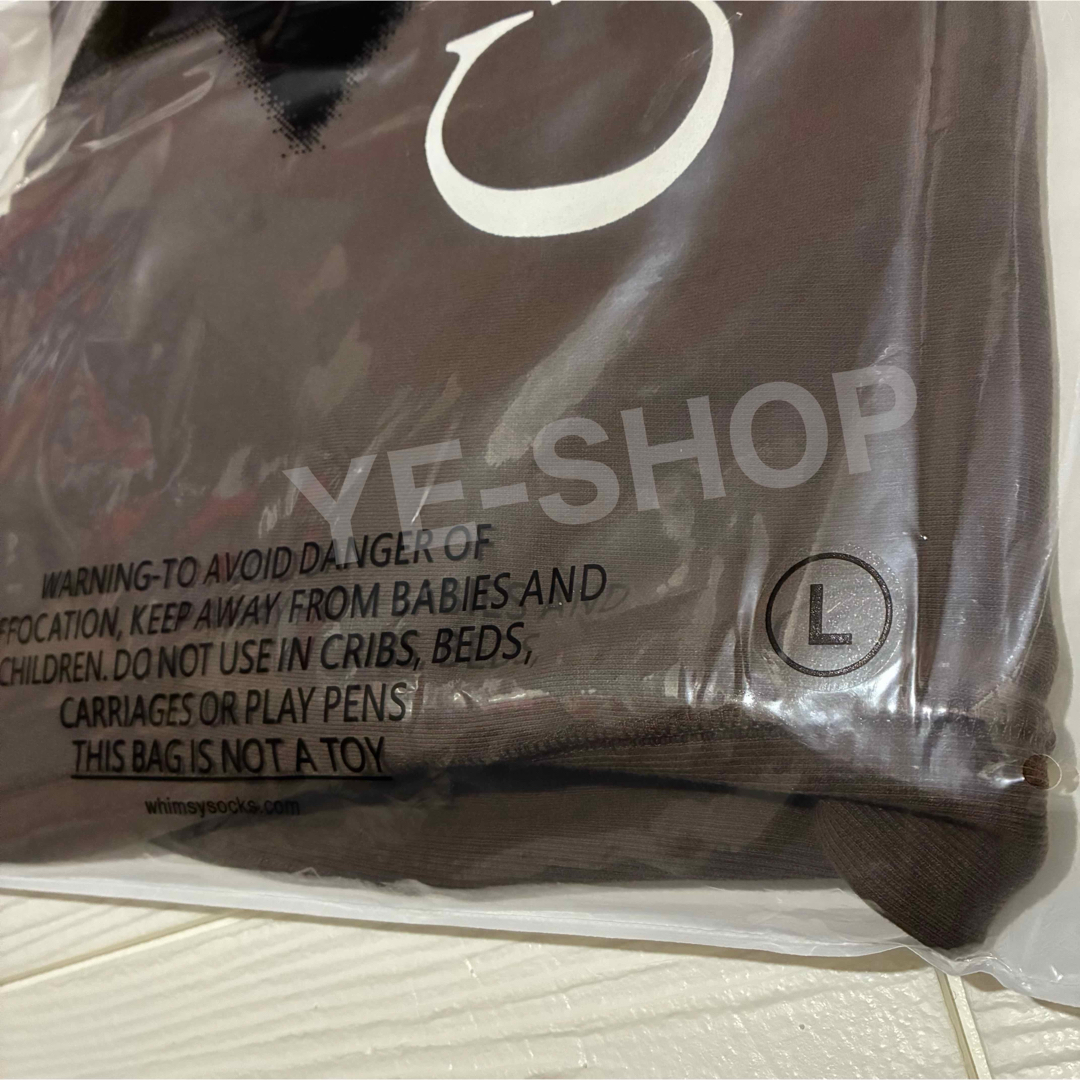 YE-SHOP
WARNING-TO AVOID DANGER OF
FFOCATION, KEEP AWAY FROM BABIES AND
CHILDREN. DO NOT USE IN CRIBS, BEDS,
CARRIAGES OR PLAY PENS
THIS BAG IS NOT A TOY
whimsysocks.com
L